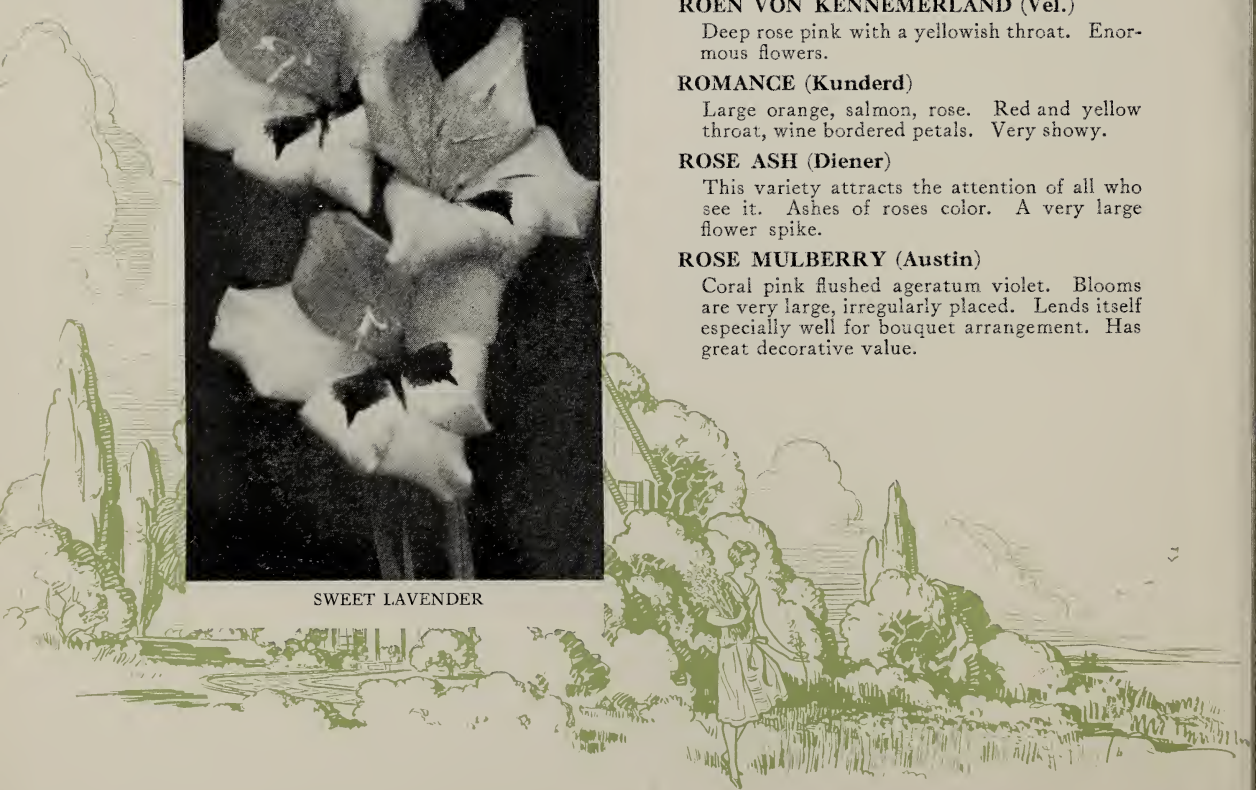 SWEET LAVENDER
ROEN VON KENNEMERLAND (Vel.)
Deep rose pink with a yellowish throat. Enor-
mous flowers.
ROMANCE (Kunderd)
Large orange, salmon, rose. Red and yellow
throat, wine bordered petals. Very showy.
ROSE ASH (Diener)
This variety attracts the attention of all who
see it. Ashes of roses color. A very large
flower spike.
ROSE MULBERRY (Austin)
Coral pink flushed ageratum violet. Blooms
are very large, irregularly placed. Lends itself
especially well for bouquet arrangement. Has
great decorative value.